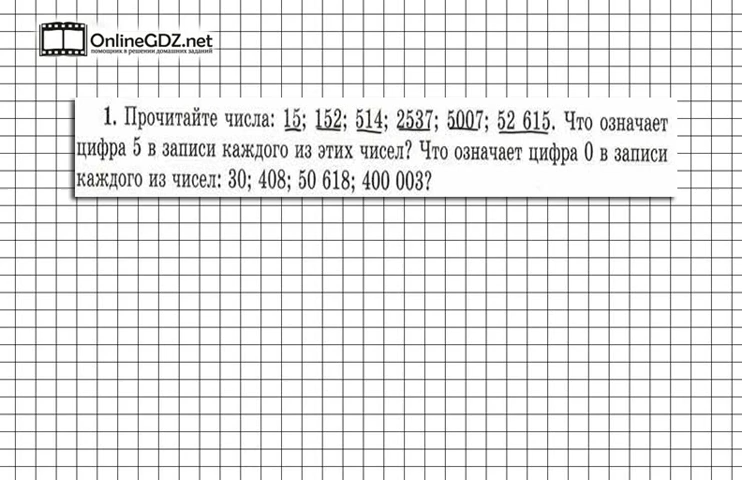 OnlineGDZ.net
помощник в решении домашних заданий
1. Прочитайте числа: 15; 152; 514; 2537; 5007; 52 615. Что означает
цифра 5 в записи каждого из этих чисел? Что означает цифра 0 в записи
каждого из чисел: 30; 408; 50 618; 400 003?